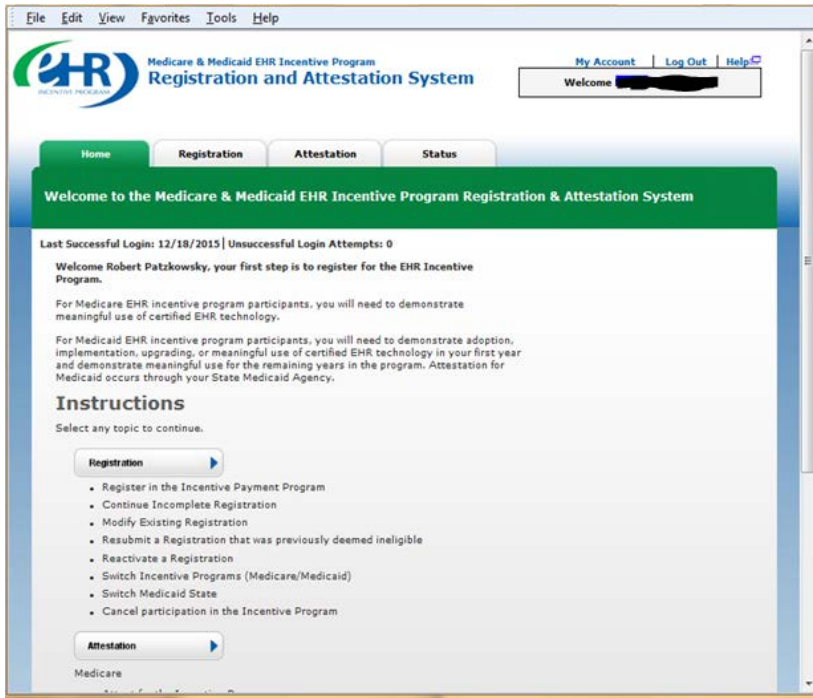 File Edit View Favorites Tools Help
eHR
INCENTIVE PROGRAM
Medicare & Medicaid EHR Incentive Program
Registration and Attestation System
My Account | Log Out | Help
Welcome
Home Registration Attestation Status
Welcome to the Medicare & Medicaid EHR Incentive Program Registration & Attestation System
Last Successful Login: 12/18/2015 | Unsuccessful Login Attempts: 0
Welcome Robert Patzkowsky, your first step is to register for the EHR Incentive
Program.
For Medicare EHR incentive program participants, you will need to demonstrate
meaningful use of certified EHR technology.
For Medicaid EHR incentive program participants, you will need to demonstrate adoption,
implementation, upgrading, or meaningful use of certified EHR technology in your first year
and demonstrate meaningful use for the remaining years in the program. Attestation for
Medicaid occurs through your State Medicaid Agency.
Instructions
Select any topic to continue.
Registration
• Register in the Incentive Payment Program
• Continue Incomplete Registration
• Modify Existing Registration
• Resubmit a Registration that was previously deemed ineligible
• Reactivate a Registration
• Switch Incentive Programs (Medicare/Medicaid)
• Switch Medicaid State
• Cancel participation in the Incentive Program
Attestation
Medicare